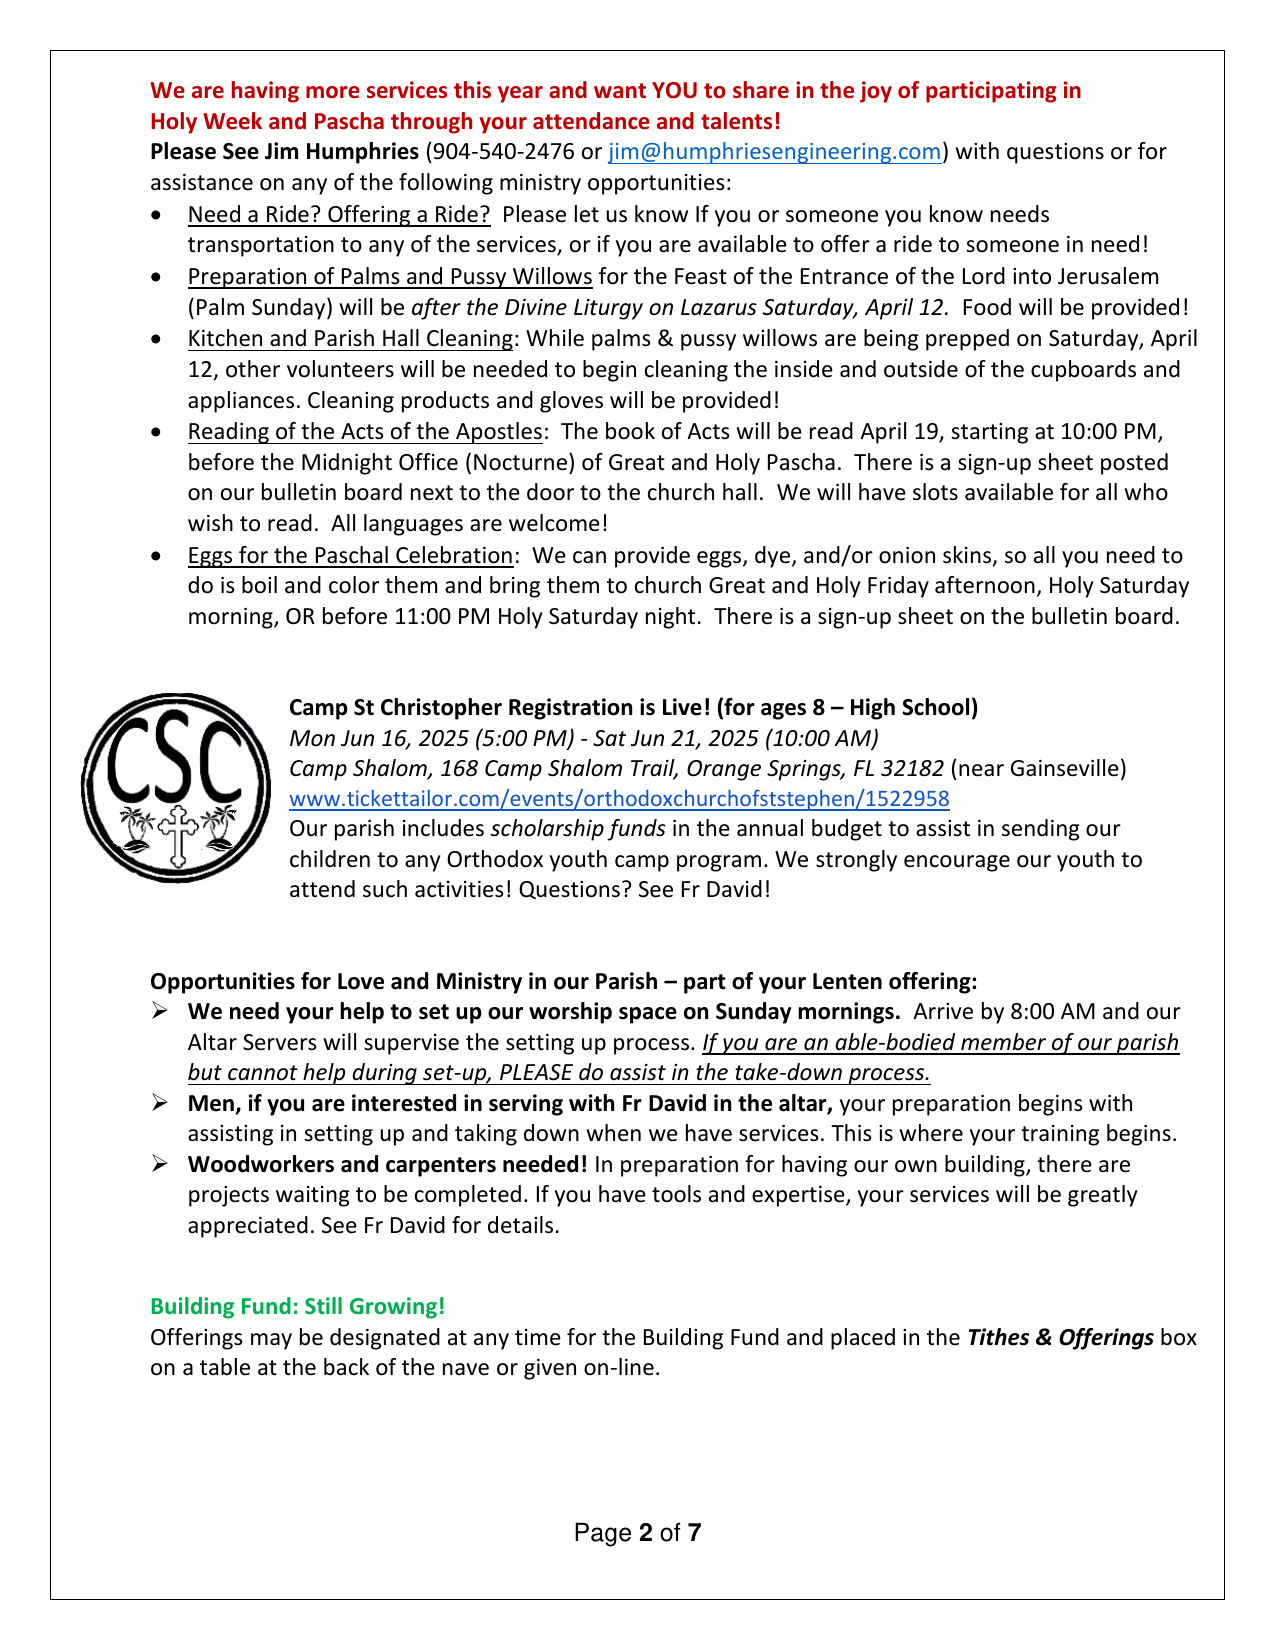 We are having more services this year and want YOU to share in the joy of participating in
Holy Week and Pascha through your attendance and talents!
Please See Jim Humphries (904-540-2476 or jim@humphriesengineering.com) with questions or for
assistance on any of the following ministry opportunities:
• Need a Ride? Offering a Ride?  Please let us know If you or someone you know needs
transportation to any of the services, or if you are available to offer a ride to someone in need!
• Preparation of Palms and Pussy Willows for the Feast of the Entrance of the Lord into Jerusalem
(Palm Sunday) will be after the Divine Liturgy on Lazarus Saturday, April 12.  Food will be provided!
• Kitchen and Parish Hall Cleaning: While palms & pussy willows are being prepped on Saturday, April
12, other volunteers will be needed to begin cleaning the inside and outside of the cupboards and
appliances. Cleaning products and gloves will be provided!
• Reading of the Acts of the Apostles:  The book of Acts will be read April 19, starting at 10:00 PM,
before the Midnight Office (Nocturne) of Great and Holy Pascha.  There is a sign-up sheet posted
on our bulletin board next to the door to the church hall.  We will have slots available for all who
wish to read.  All languages are welcome!
• Eggs for the Paschal Celebration:  We can provide eggs, dye, and/or onion skins, so all you need to
do is boil and color them and bring them to church Great and Holy Friday afternoon, Holy Saturday
morning, OR before 11:00 PM Holy Saturday night.  There is a sign-up sheet on the bulletin board.
CSC
Camp St Christopher Registration is Live! (for ages 8 – High School)
Mon Jun 16, 2025 (5:00 PM) - Sat Jun 21, 2025 (10:00 AM)
Camp Shalom, 168 Camp Shalom Trail, Orange Springs, FL 32182 (near Gainseville)
www.tickettailor.com/events/orthodoxchurchofststephen/1522958
Our parish includes scholarship funds in the annual budget to assist in sending our
children to any Orthodox youth camp program. We strongly encourage our youth to
attend such activities! Questions? See Fr David!
Opportunities for Love and Ministry in our Parish – part of your Lenten offering:
➢ We need your help to set up our worship space on Sunday mornings.  Arrive by 8:00 AM and our
Altar Servers will supervise the setting up process. If you are an able-bodied member of our parish
but cannot help during set-up, PLEASE do assist in the take-down process.
➢ Men, if you are interested in serving with Fr David in the altar, your preparation begins with
assisting in setting up and taking down when we have services. This is where your training begins.
➢ Woodworkers and carpenters needed! In preparation for having our own building, there are
projects waiting to be completed. If you have tools and expertise, your services will be greatly
appreciated. See Fr David for details.
Building Fund: Still Growing!
Offerings may be designated at any time for the Building Fund and placed in the Tithes & Offerings box
on a table at the back of the nave or given on-line.
Page 2 of 7